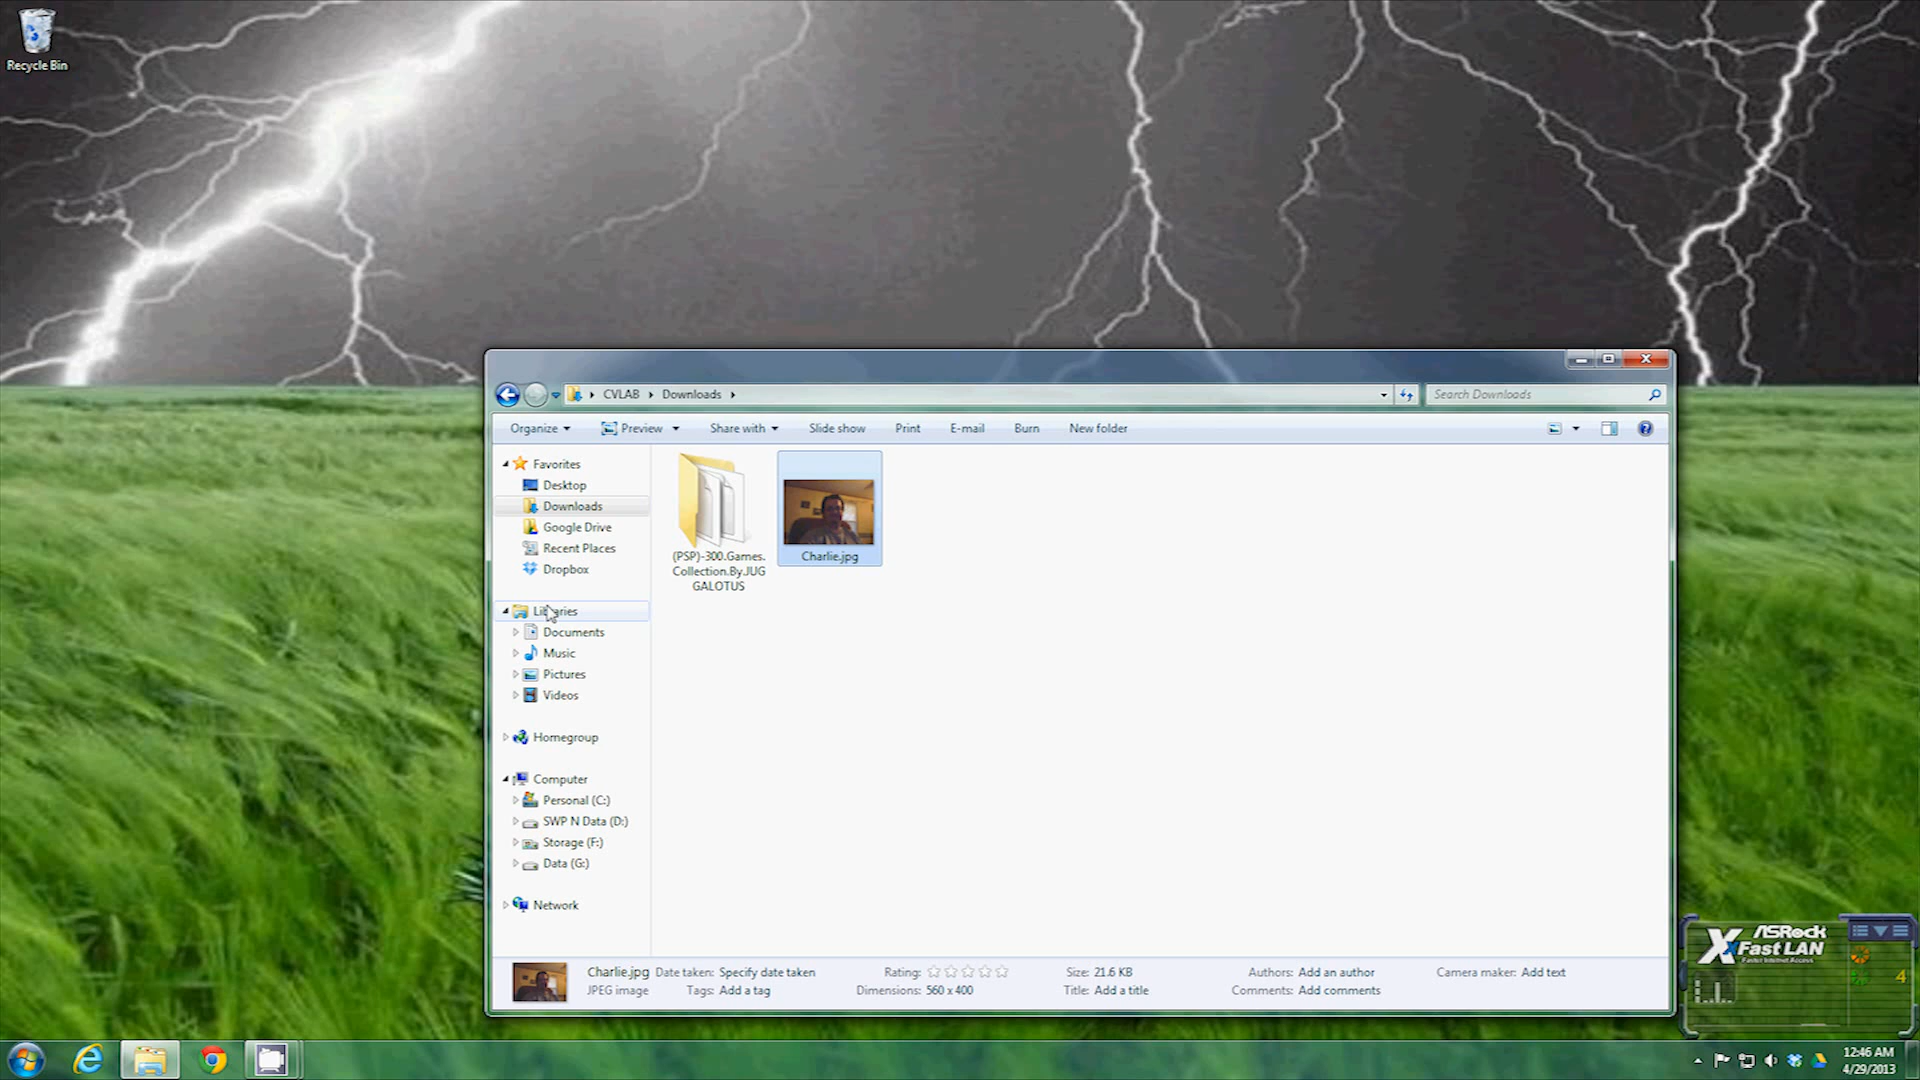 Recycle Bin
CVLAB
Downloads
Search Downloads
Organize
Preview
Share with
Slide show
Print
E-mail
Burn
New folder
Favorites
Desktop
Downloads
Google Drive
Recent Places
Dropbox
Libraries
Documents
Music
Pictures
Videos
Homegroup
Computer
Personal (C:)
SWP N Data (D:)
Storage (F:)
Data (G:)
Network
(PSP)-300.Games.
Collection.By.JUG
GALOTUS
Charlie.jpg
Charlie.jpg Date taken: Specify date taken Rating: Size: 21.6 KB Authors: Add an author Camera maker: Add text
JPEG image Tags: Add a tag Dimensions: 560 x 400 Title: Add a title Comments: Add comments
ASRock
XFast LAN
Faster Internet Access
4
12:46 AM
4/29/2013